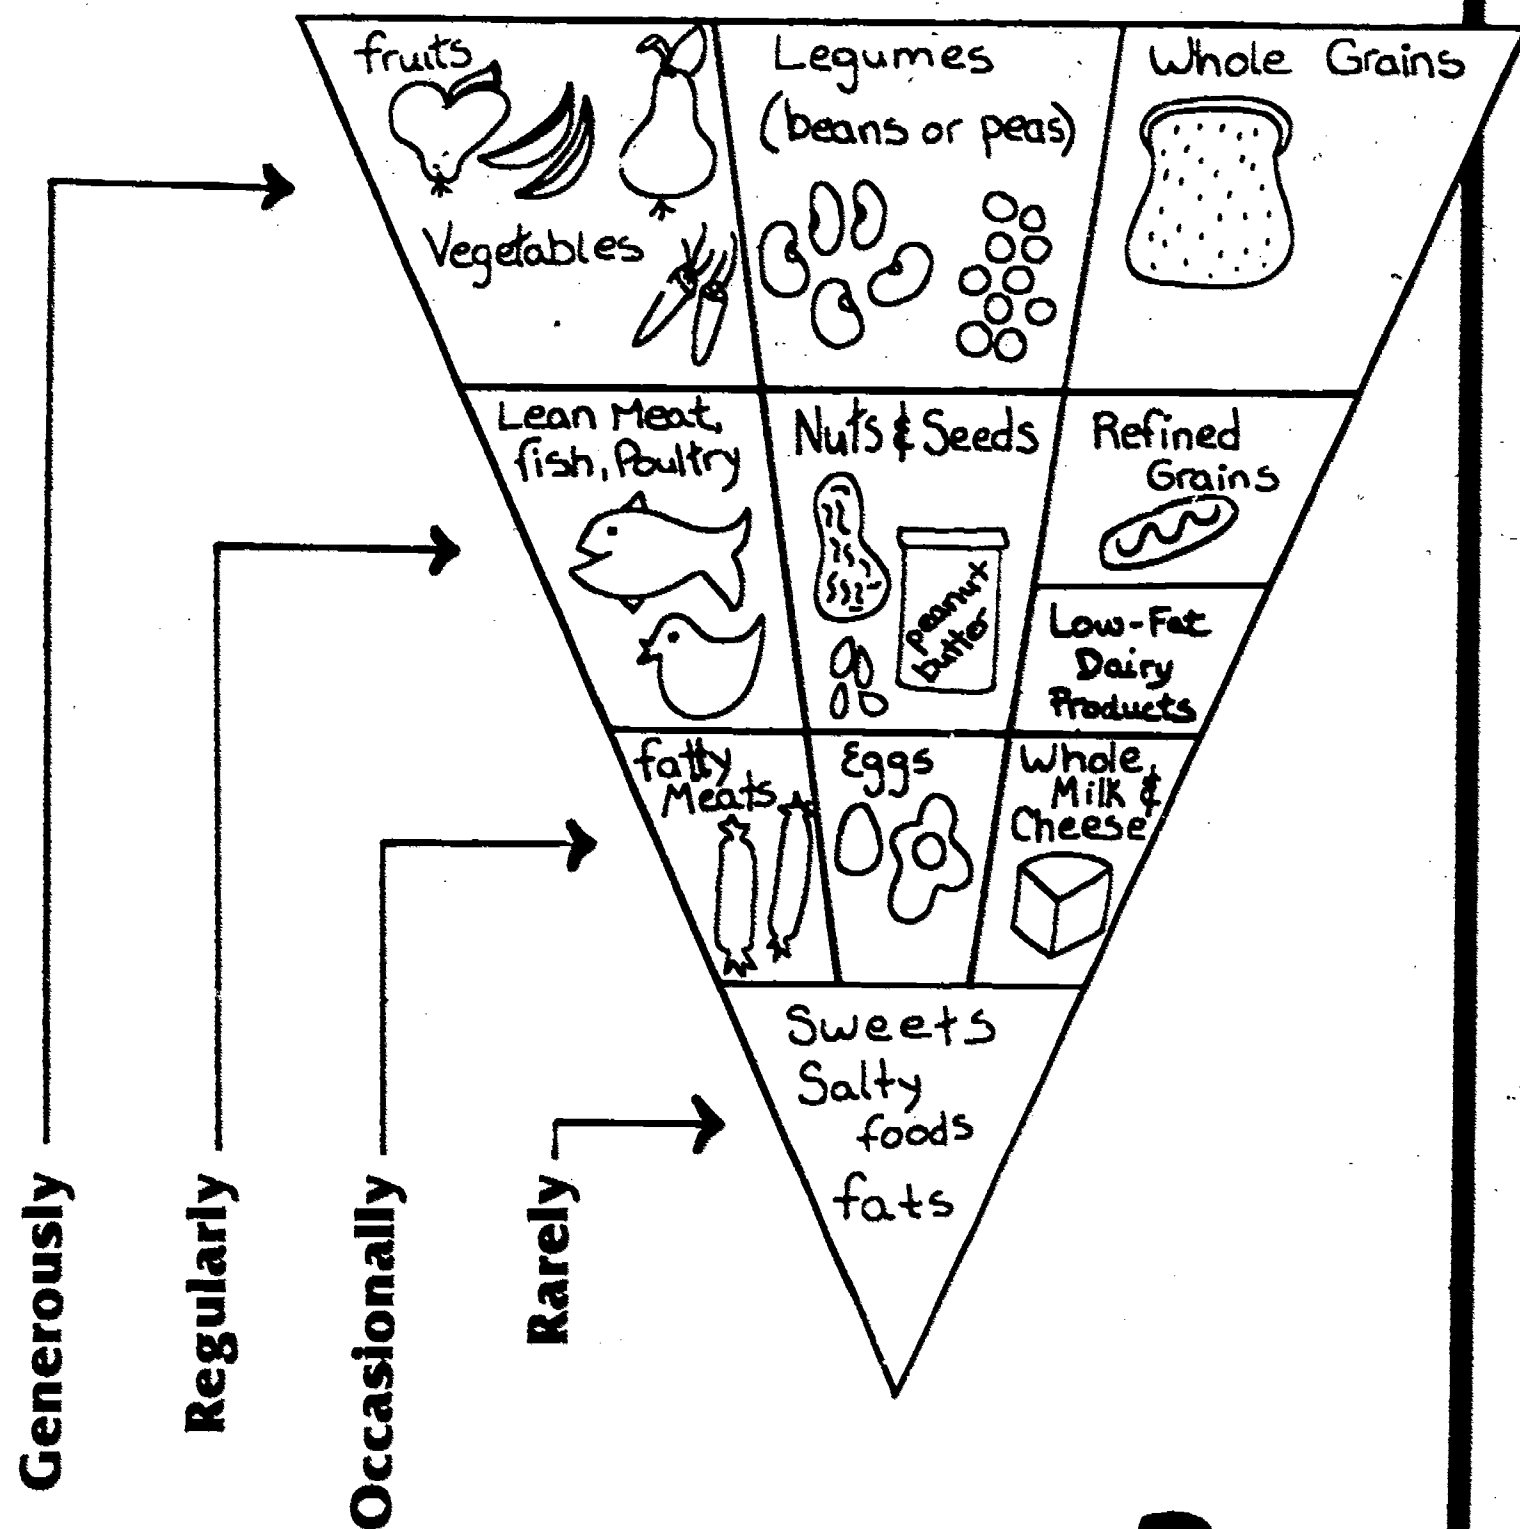 fruits
Vegetables
Legumes
(beans or peas)
Whole Grains
Lean Meat,
fish, Poultry
Nuts & Seeds
peanut
butter
Refined
Grains
Low-Fat
Dairy
Products
fatty
Meats
Eggs
Whole
Milk &
Cheese
Sweets
Salty
foods
fats
Generously
Regularly
Occasionally
Rarely